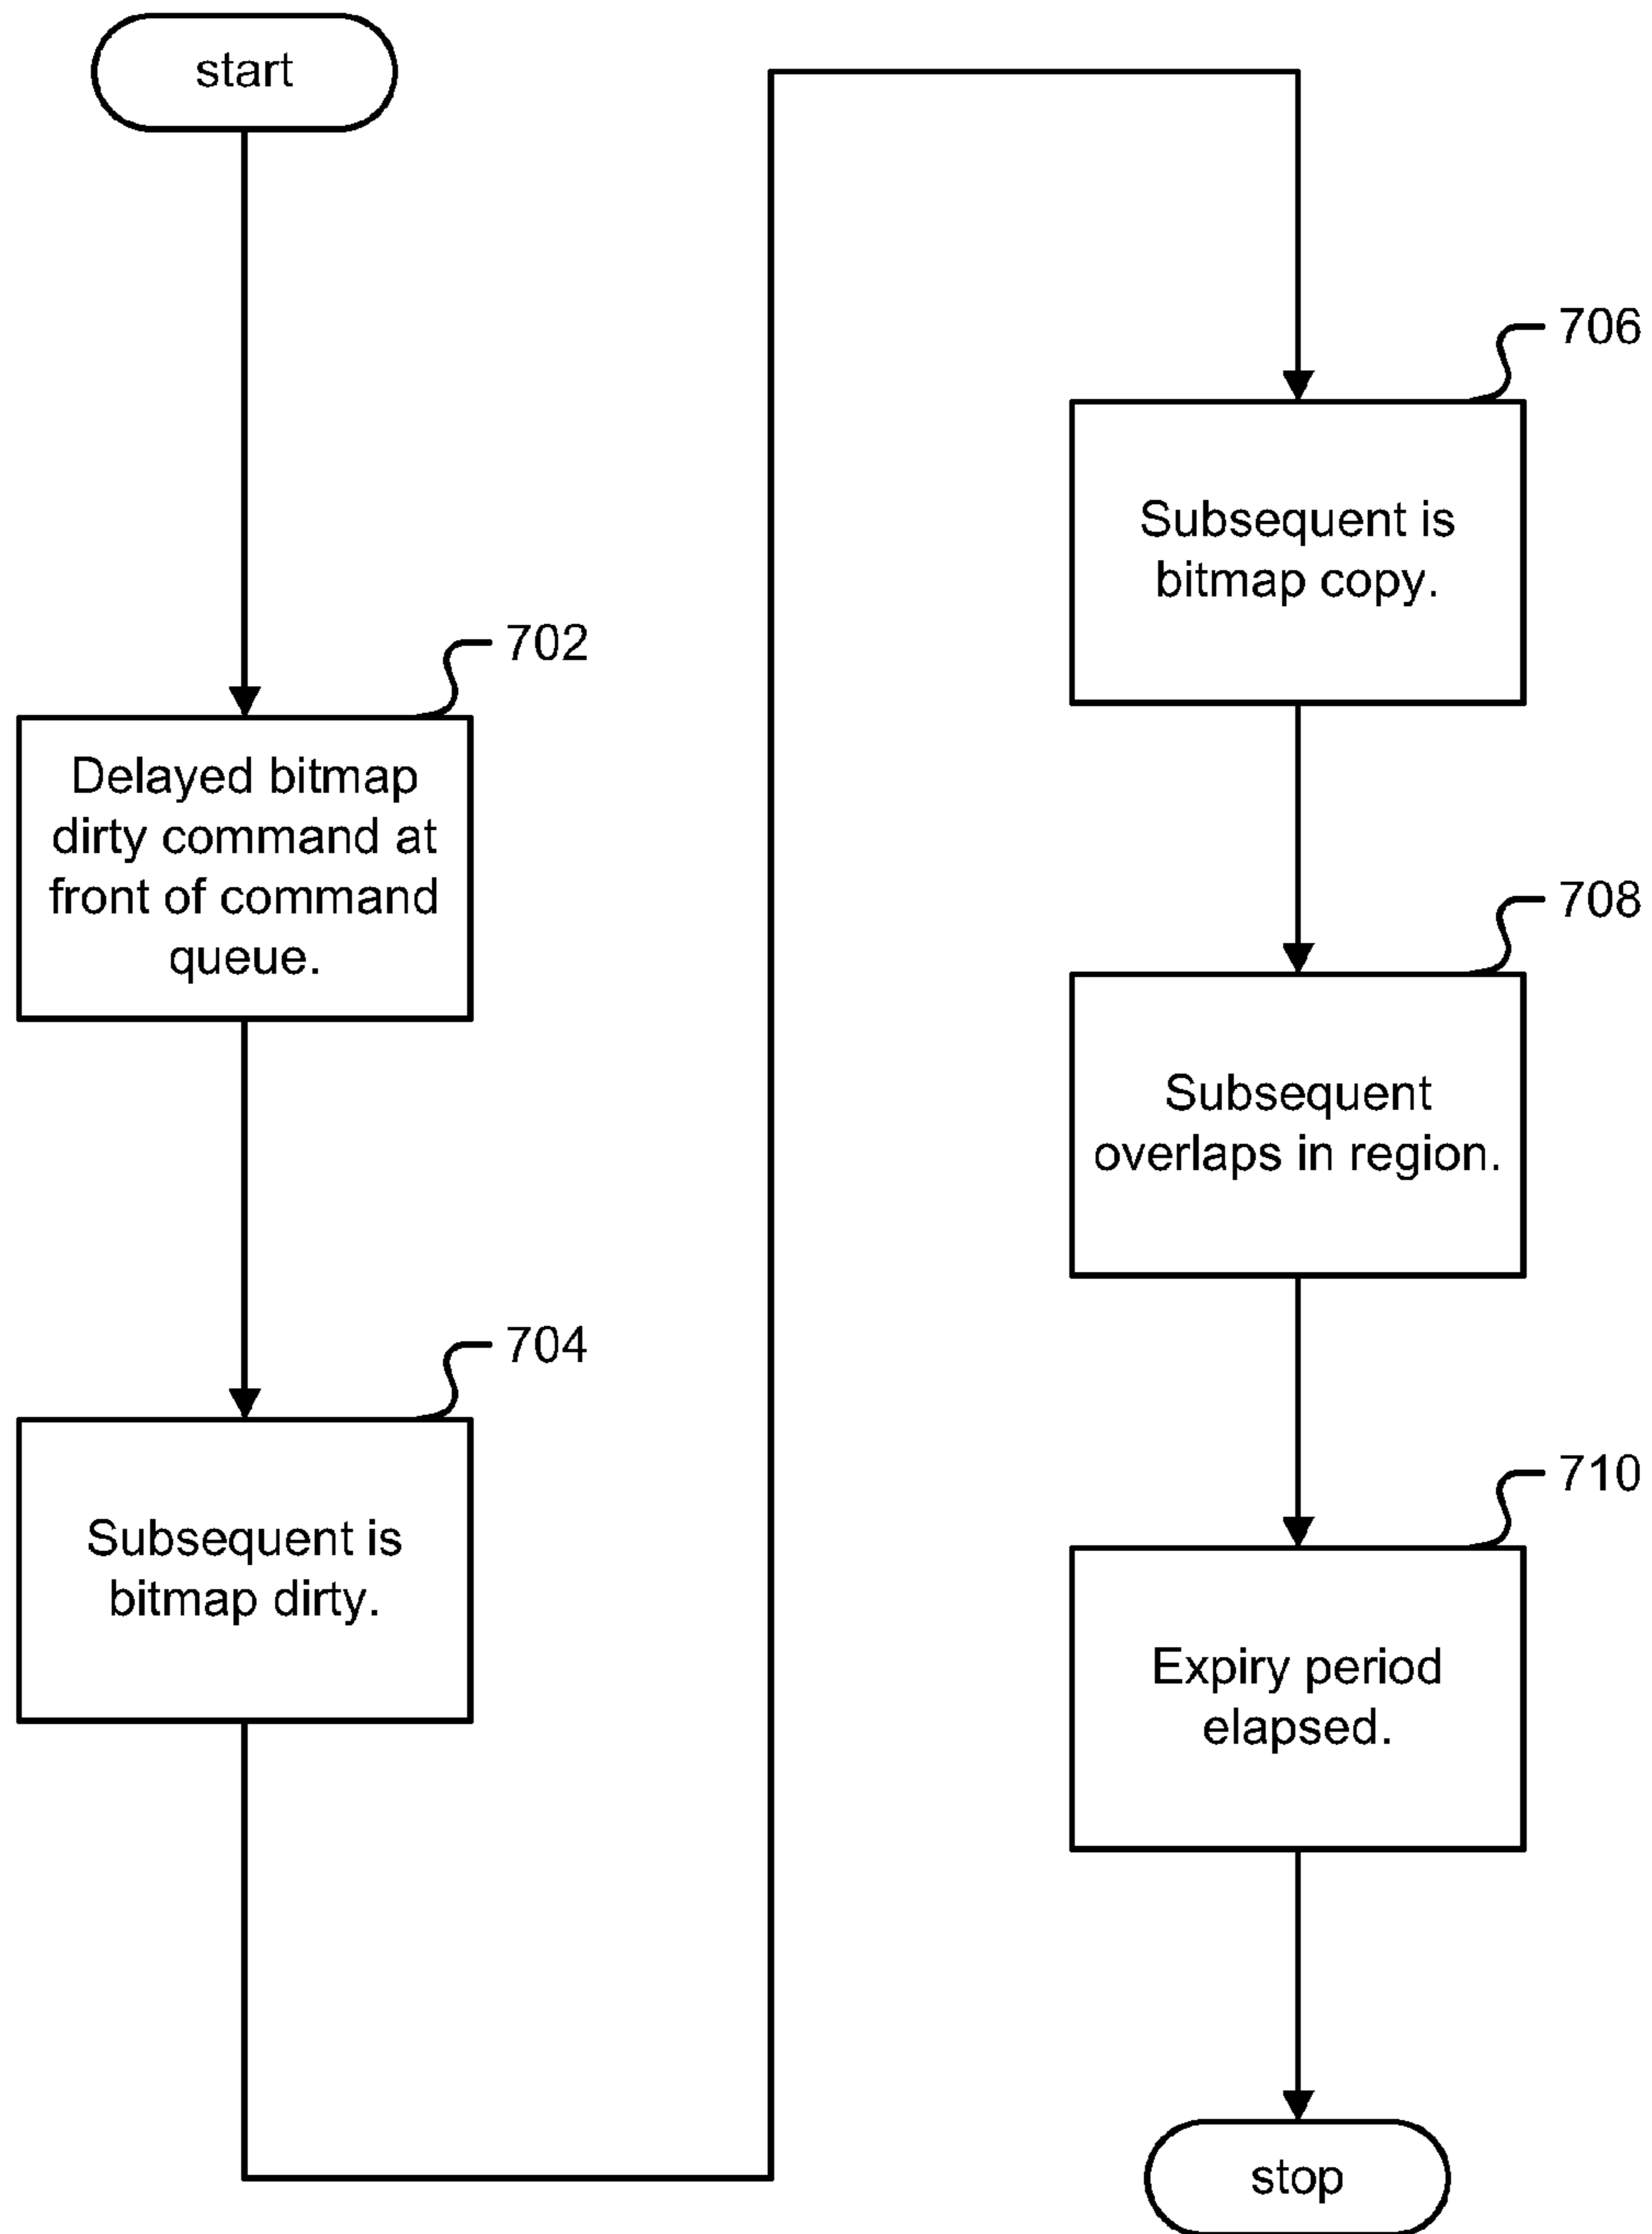 start
702
Delayed bitmap
dirty command at
front of command
queue.
704
Subsequent is
bitmap dirty.
706
Subsequent is
bitmap copy.
708
Subsequent
overlaps in region.
710
Expiry period
elapsed.
stop